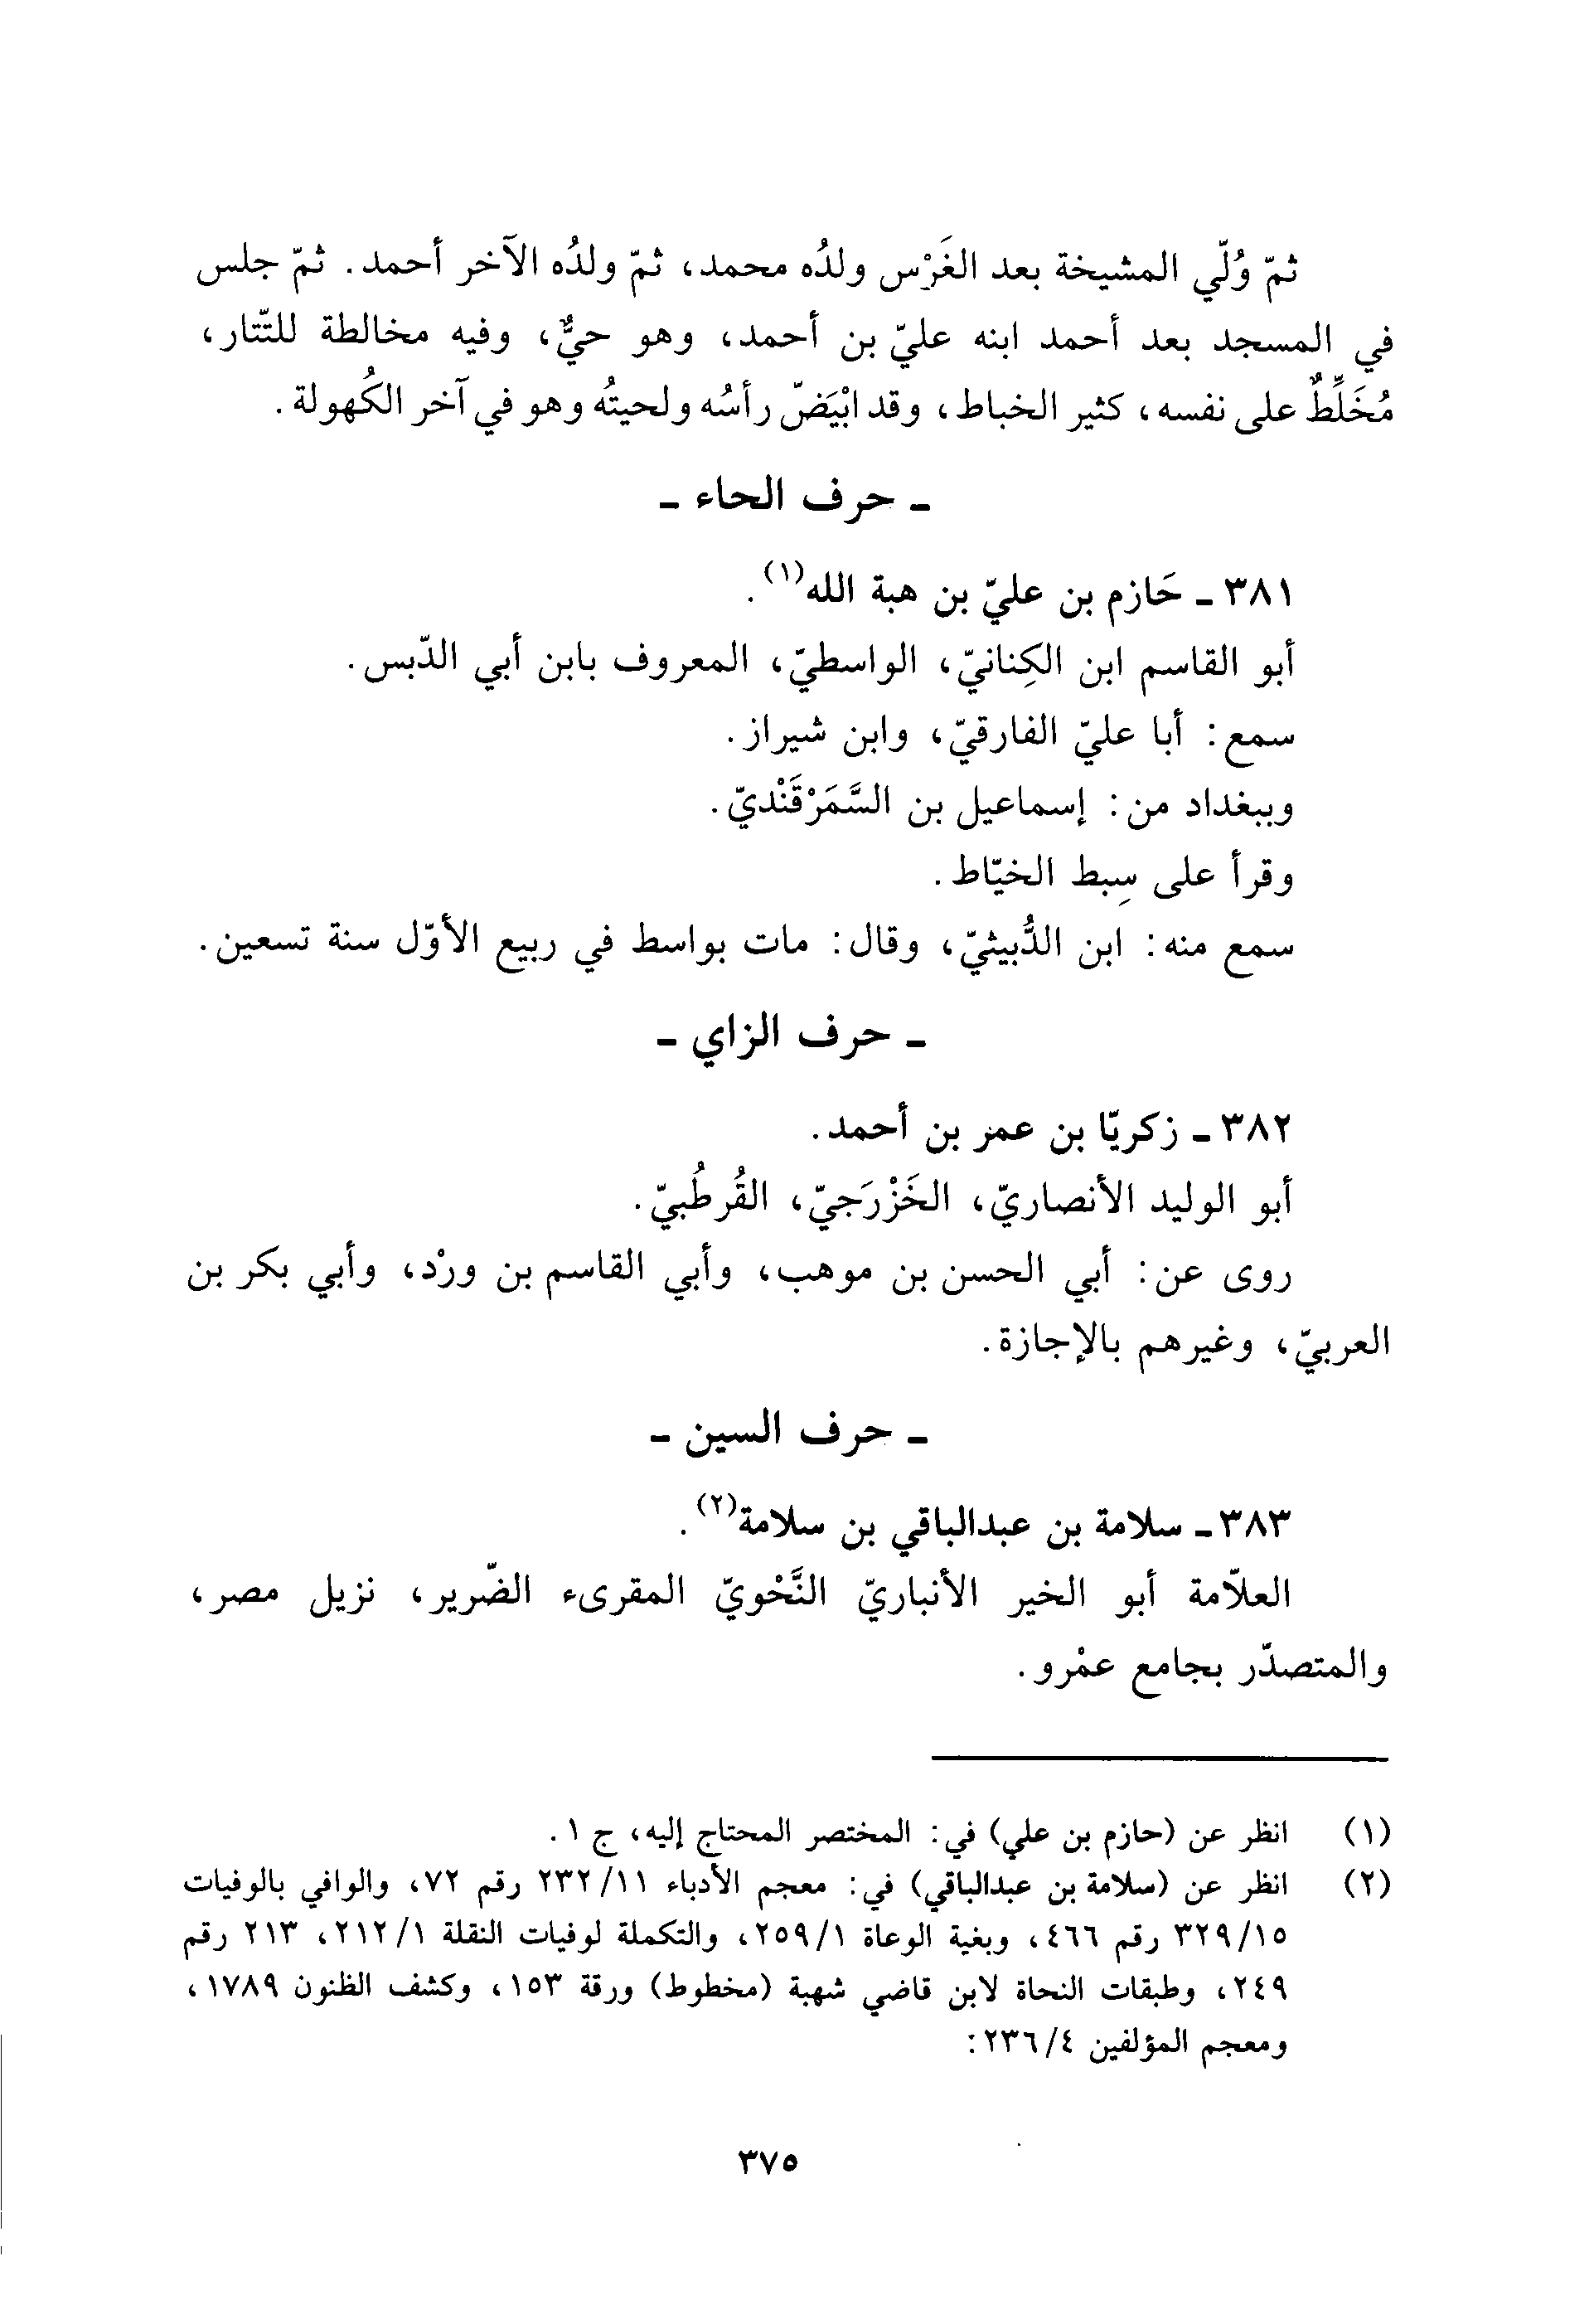 ثمّ وُلّي المشيخة بعد الغَرْس ولدُه محمد، ثمّ ولدُه الآخر أحمد. ثمّ جلس
في المسجد بعد أحمد ابنه عليّ بن أحمد، وهو حيٌّ، وفيه مخالطة للتّتار،
مُخَلِّطٌ على نفسه، كثير الخباط، وقد ابْيَضّ رأسُه ولحيتُه وهو في آخر الكُهولة.
ـ حرف الحاء ـ
٣٨١ ـ حَازم بن عليّ بن هبة الله(١).
أبو القاسم ابن الكِنانيّ، الواسطيّ، المعروف بابن أبي الدّبس.
سمع: أبا عليّ الفارقيّ، وابن شيراز.
وببغداد من: إسماعيل بن السَّمَرْقَنْديّ.
وقرأ على سِبط الخيّاط.
سمع منه: ابن الدُّبيثيّ، وقال: مات بواسط في ربيع الأوّل سنة تسعين.
ـ حرف الزاي ـ
٣٨٢ ـ زكريّا بن عمر بن أحمد.
أبو الوليد الأنصاريّ، الخَزْرَجيّ، القُرطُبيّ.
روى عن: أبي الحسن بن موهب، وأبي القاسم بن ورْد، وأبي بكر بن
العربيّ، وغيرهم بالإجازة.
ـ حرف السين ـ
٣٨٣ ـ سلامة بن عبدالباقي بن سلامة(٢).
العلاّمة أبو الخير الأنباريّ النَّحْويّ المقرىء الضّرير، نزيل مصر،
والمتصدّر بجامع عمْرو.
(١) انظر عن (حازم بن علي) في: المختصر المحتاج إليه، ج ١.
(٢) انظر عن (سلامة بن عبدالباقي) في: معجم الأدباء ٢٣٢/١١ رقم ٧٢، والوافي بالوفيات
٣٢٩/١٥ رقم ٤٦٦، وبغية الوعاة ٢٥٩/١، والتكملة لوفيات النقلة ٢١٢/١، ٢١٣ رقم
٢٤٩، وطبقات النحاة لابن قاضي شهبة (مخطوط) ورقة ١٥٣، وكشف الظنون ١٧٨٩،
ومعجم المؤلفين ٢٣٦/٤:
٣٧٥